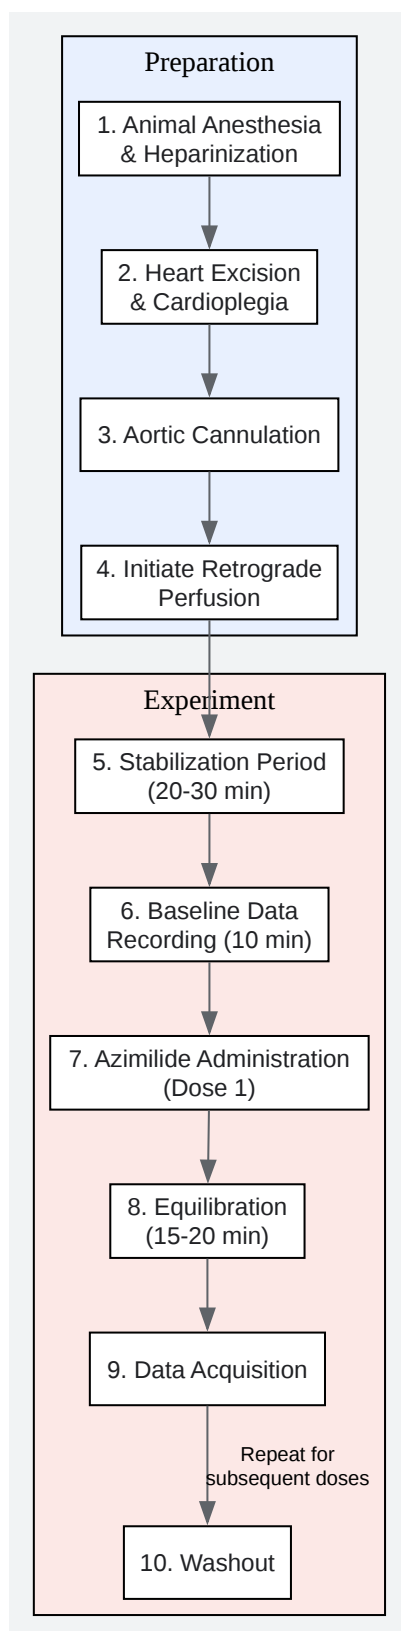 Preparation
1. Animal Anesthesia
& Heparinization
2. Heart Excision
& Cardioplegia
3. Aortic Cannulation
4. Initiate Retrograde
Perfusion
Experiment
5. Stabilization Period
(20-30 min)
6. Baseline Data
Recording (10 min)
7. Azimilide Administration
(Dose 1)
8. Equilibration
(15-20 min)
9. Data Acquisition
Repeat for
subsequent doses
10. Washout